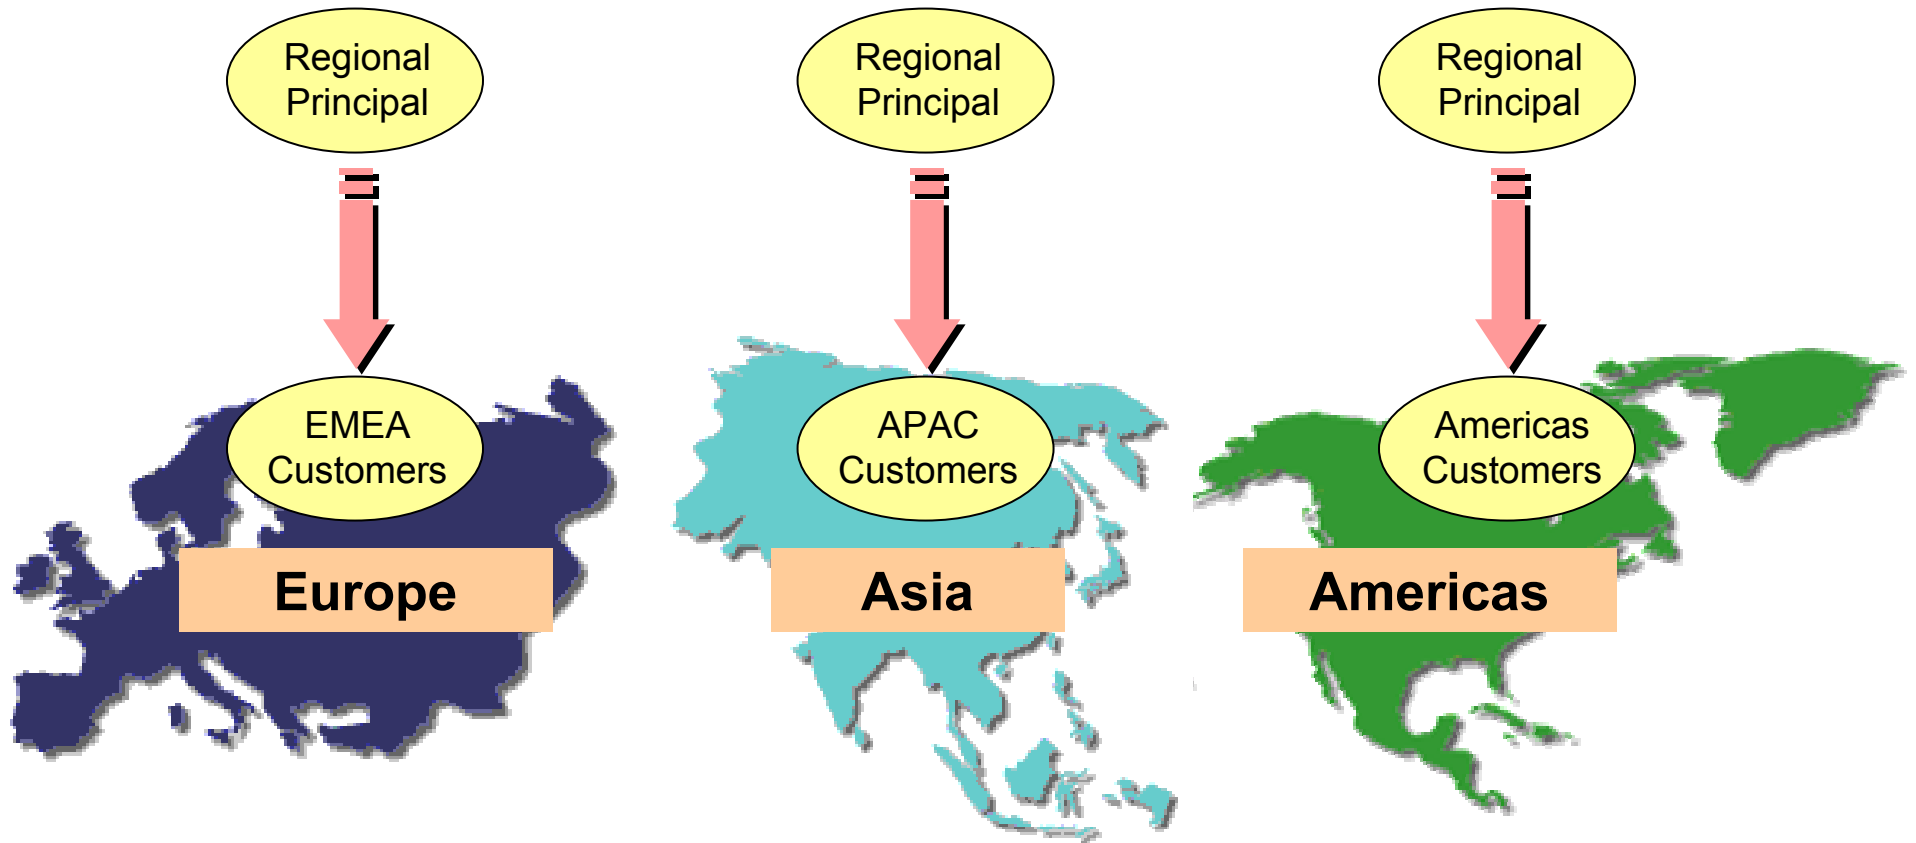 Regional
Principal
Regional
Principal
Regional
Principal
EMEA
Customers
APAC
Customers
Americas
Customers
Europe
Asia
Americas